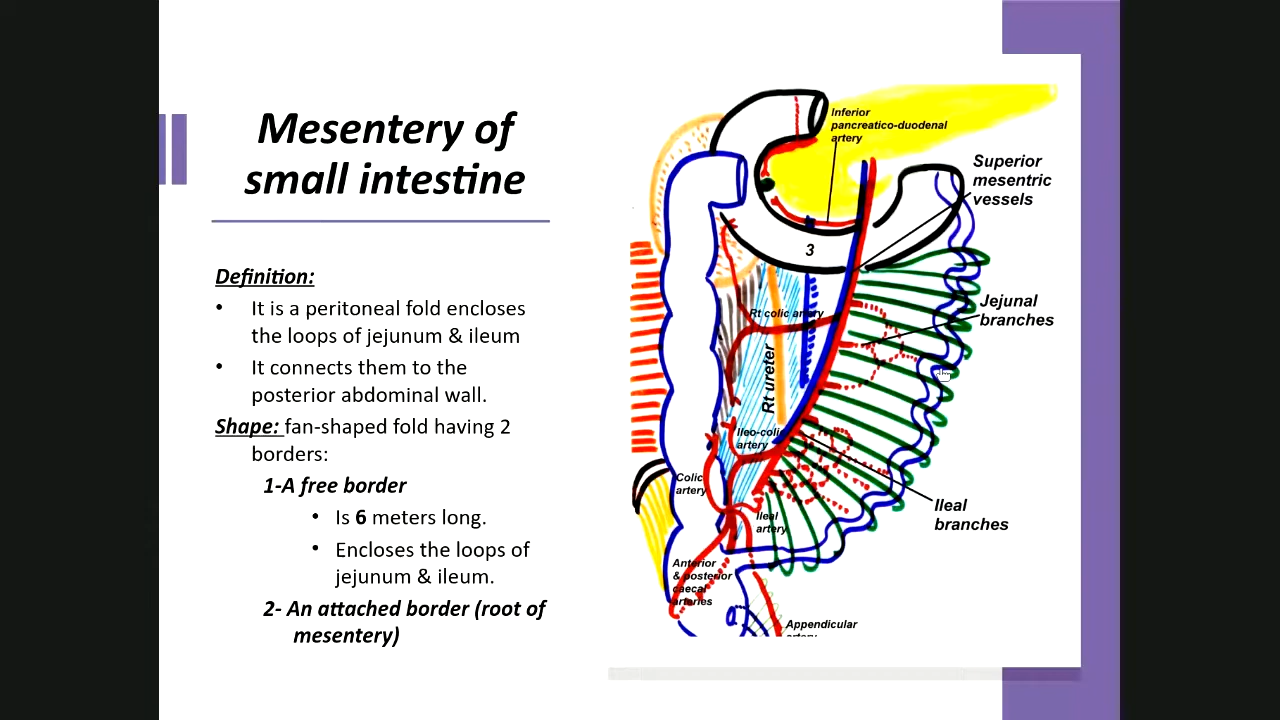 Mesentery of
small intestine
Definition:
• It is a peritoneal fold encloses
the loops of jejunum & ileum
• It connects them to the
posterior abdominal wall.
Shape: fan-shaped fold having 2
borders:
1-A free border
• Is 6 meters long.
• Encloses the loops of
jejunum & ileum.
2- An attached border (root of
mesentery)
Inferior
pancreatico-duodenal
artery
Superior
mesentric
vessels
3
Jejunal
branches
Rt colic artery
Rt ureter
Ileo-colic
artery
Colic
artery
Ileal
artery
Ileal
branches
Anterior
& posterior
caecal
arteries
Appendicular